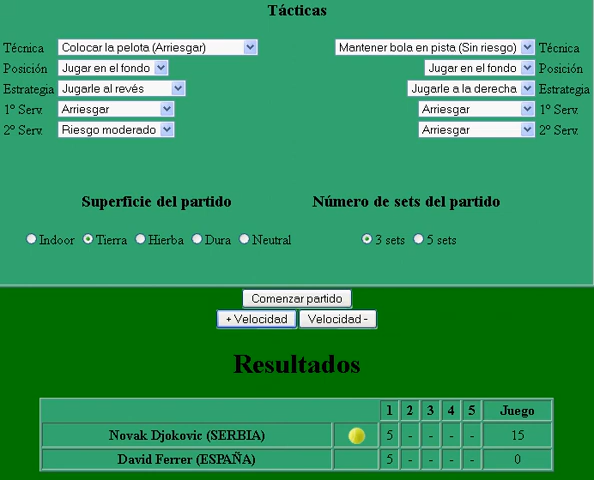 Tácticas
Técnica Colocar la pelota (Arriesgar) Mantener bola en pista (Sin riesgo) Técnica
Posición Jugar en el fondo Jugar en el fondo Posición
Estrategia Jugarle al revés Jugarle a la derecha Estrategia
1º Serv. Arriesgar Arriesgar 1º Serv.
2º Serv. Riesgo moderado Arriesgar 2º Serv.
Superficie del partido Número de sets del partido
Indoor Tierra Hierba Dura Neutral 3 sets 5 sets
Comenzar partido
+ Velocidad Velocidad -
Resultados
1 2 3 4 5 Juego
Novak Djokovic (SERBIA) 5 - - - - 15
David Ferrer (ESPAÑA) 5 - - - - 0